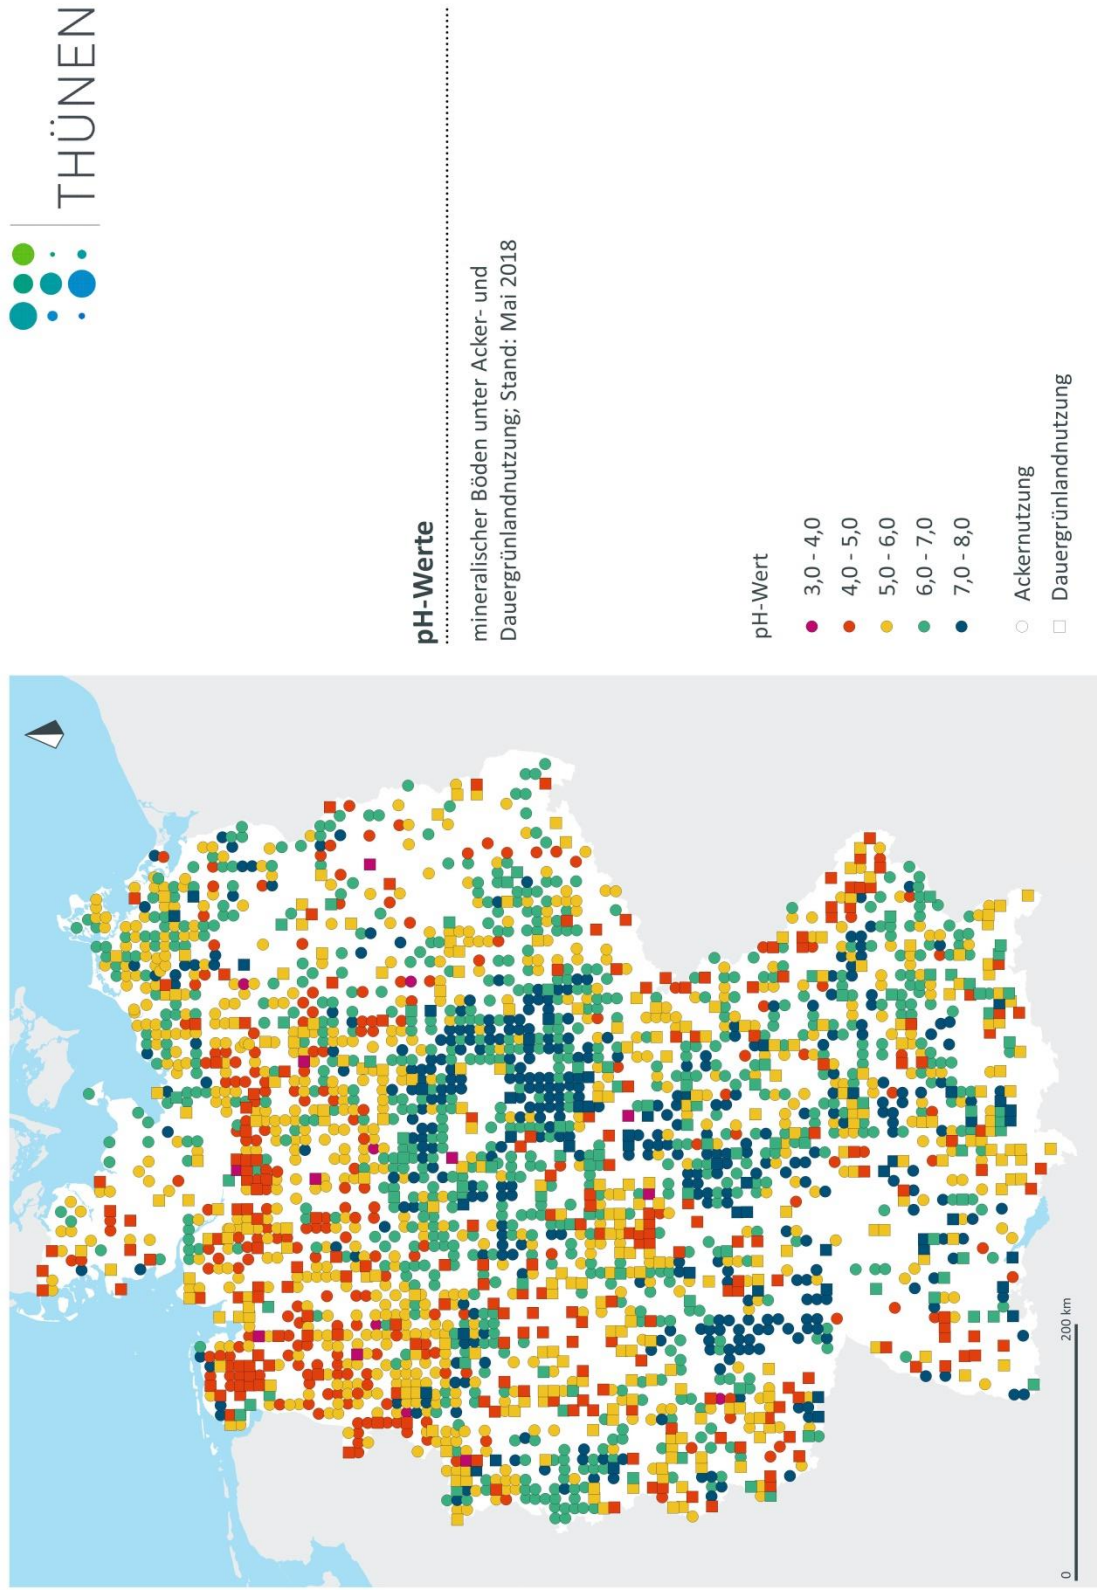 THÜNEN
pH-Werte
mineralischer Böden unter Acker- und
Dauergrünlandnutzung; Stand: Mai 2018
pH-Wert
3,0 - 4,0
4,0 - 5,0
5,0 - 6,0
6,0 - 7,0
7,0 - 8,0
Ackernutzung
Dauergrünlandnutzung
0 200 km